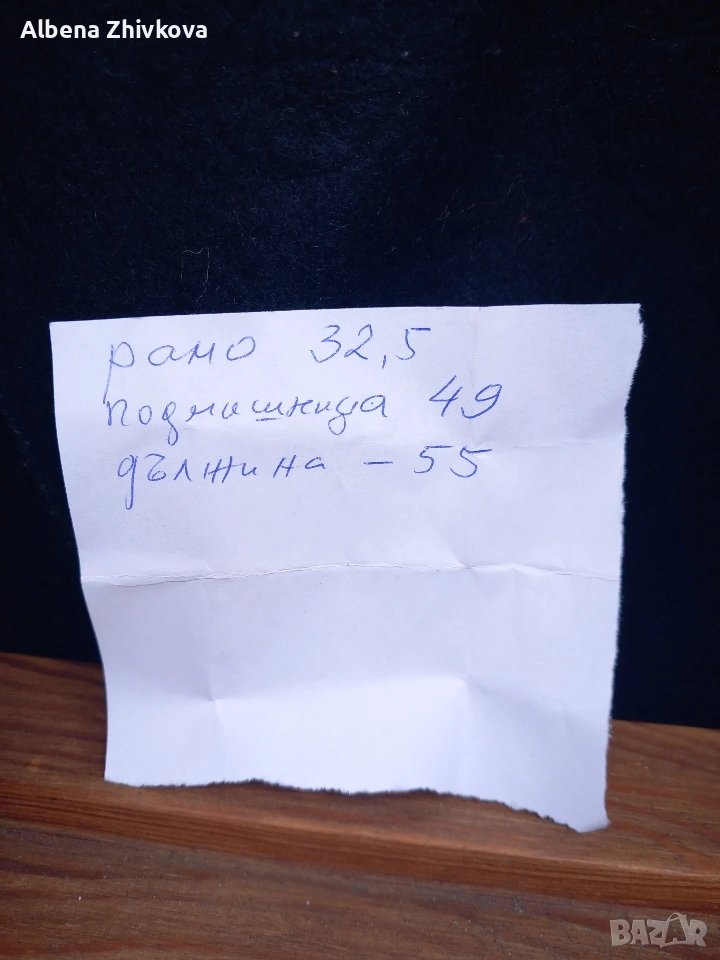 Albena Zhivkova
рамо 32,5
подмишница 49
дължина – 55
BAZAR